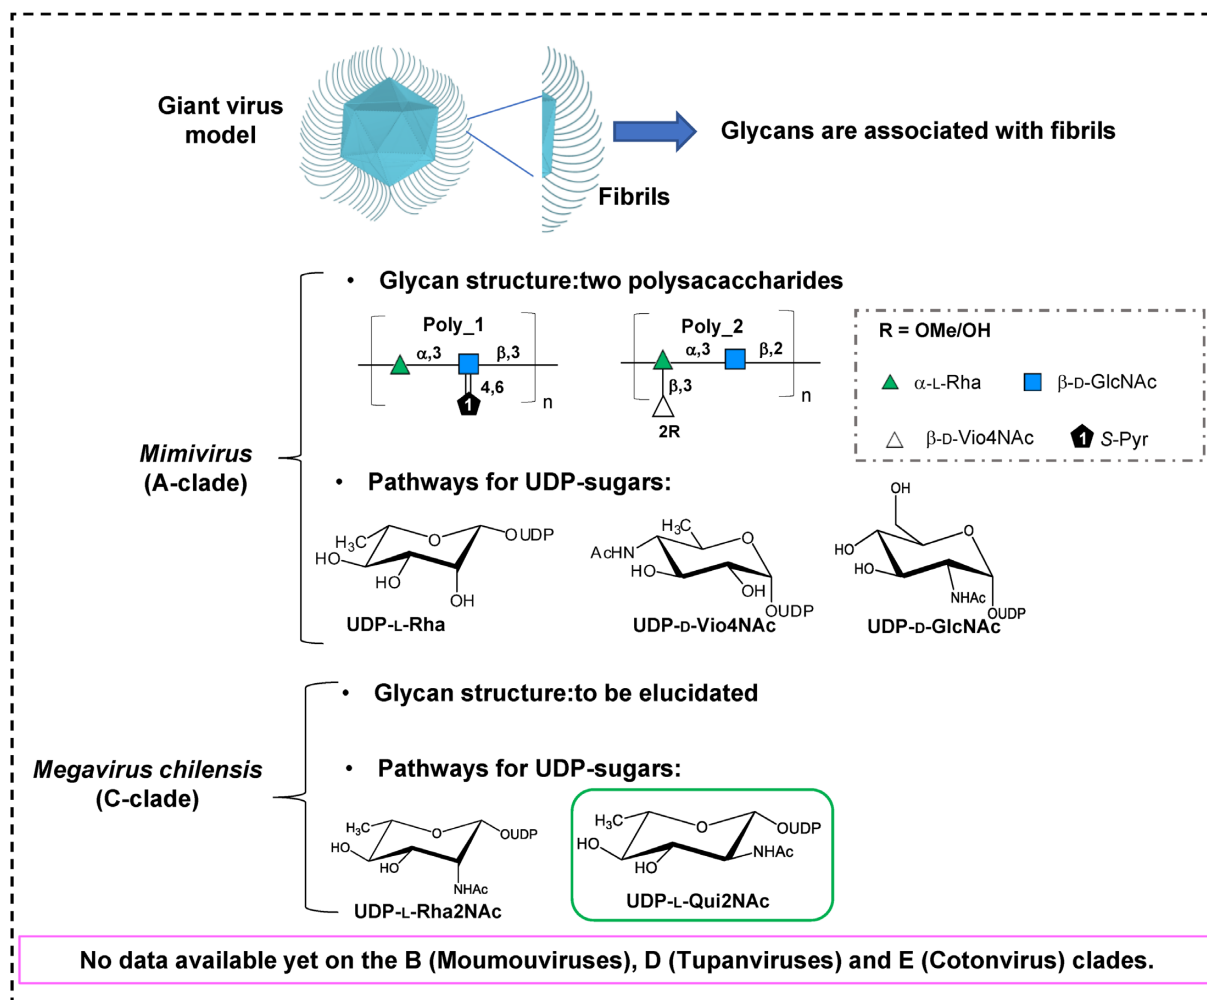 Giant virus
model
Fibrils
Glycans are associated with fibrils
• Glycan structure:two polysacaccharides
Poly_1
α,3
β,3
4,6
1
n
Poly_2
α,3
β,2
β,3
2R
n
R = OMe/OH
α-L-Rha
β-D-GlcNAc
β-D-Vio4NAc
1
S-Pyr
Mimivirus
(A-clade)
• Pathways for UDP-sugars:
H₃C
O
OUDP
HO
HO
OH
UDP-L-Rha
H₃C
O
AcHN
HO
OH
OUDP
UDP-D-Vio4NAc
OH
O
HO
HO
NHAc
OUDP
UDP-D-GlcNAc
• Glycan structure:to be elucidated
Megavirus chilensis
(C-clade)
• Pathways for UDP-sugars:
H₃C
O
OUDP
HO
HO
NHAc
UDP-L-Rha2NAc
H₃C
O
OUDP
HO
HO
NHAc
UDP-L-Qui2NAc
No data available yet on the B (Moumouviruses), D (Tupanviruses) and E (Cotonvirus) clades.